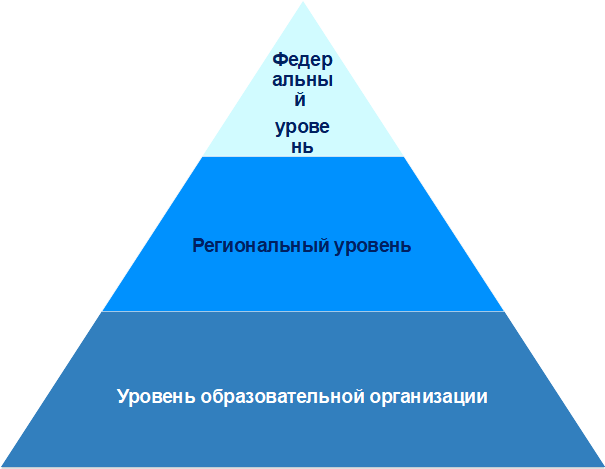 Федер
альны
й
урове
нь
Региональный уровень
Уровень образовательной организации